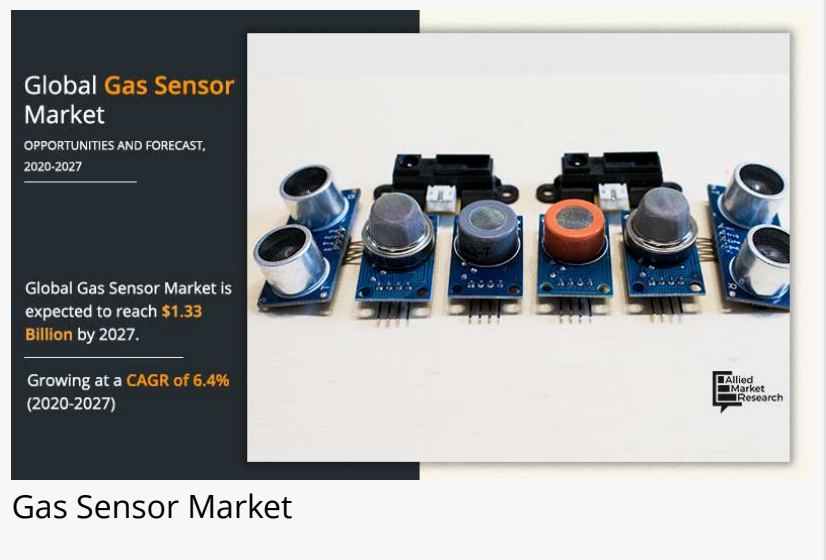 Global Gas Sensor
Market
OPPORTUNITIES AND FORECAST,
2020-2027
Global Gas Sensor Market is
expected to reach $1.33
Billion by 2027.
Growing at a CAGR of 6.4%
(2020-2027)
Allied
Market
Research
Gas Sensor Market